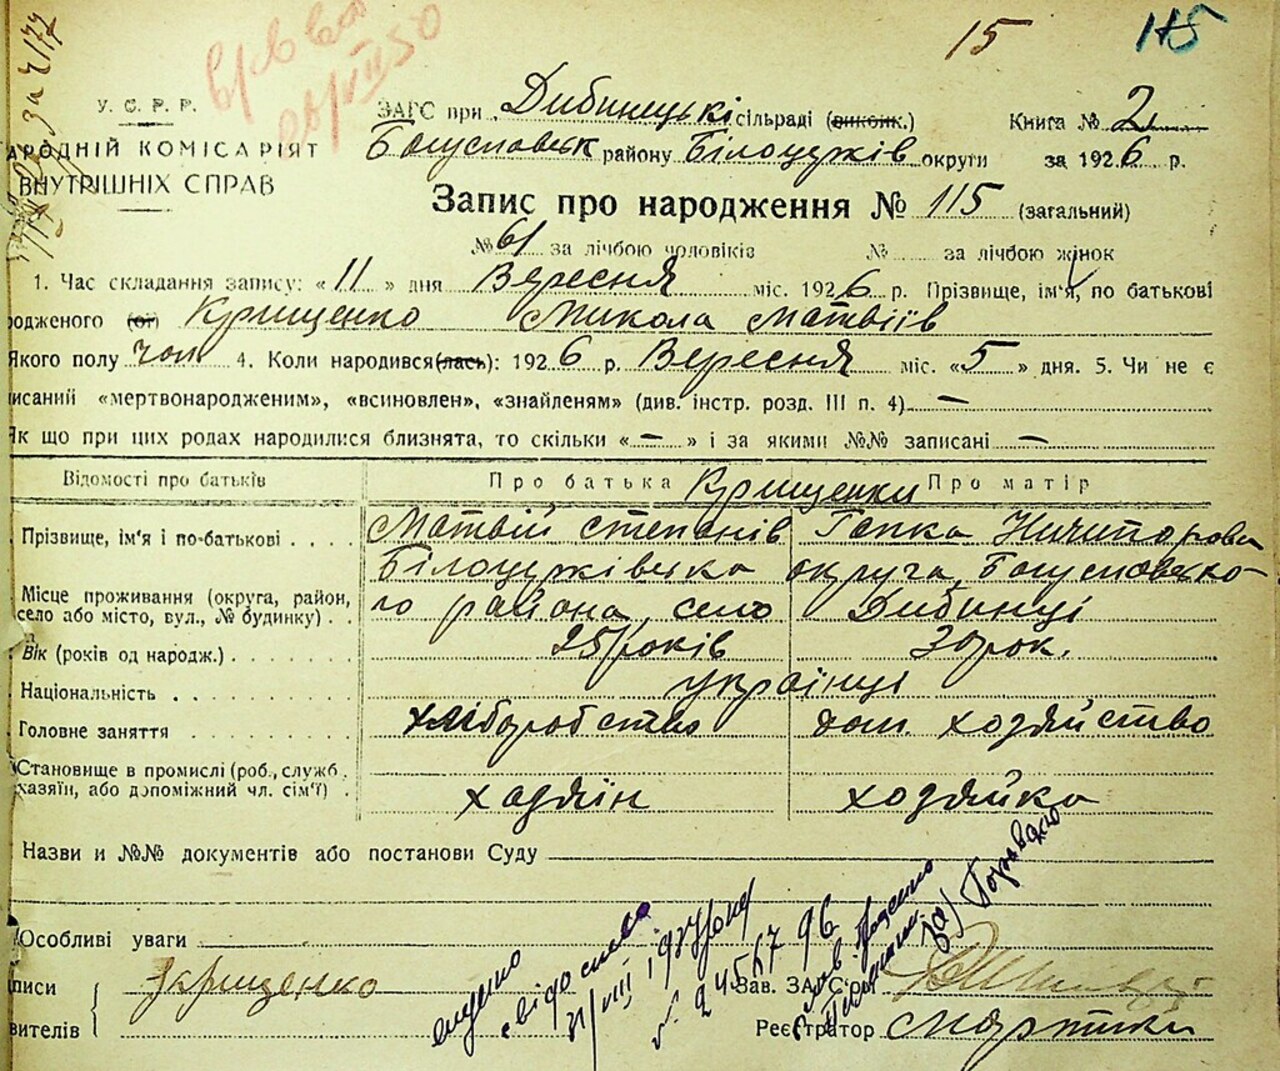 15 115
У. С. Р. Р.
ЗАГС при Дибинецькі сільраді (виконк.) Книга № 2
АРОДНІЙ КОМІСАРІЯТ
Богуславськ району Білоцерків округи за 1926 р.
ВНУТРІШНІХ СПРАВ
Запис про народження № 115 (загальний)
№ 61 за лічбою чоловіків № за лічбою жінок
1. Час складання запису: «11» дня Вересня міс. 1926 р. Прізвище, ім'я, по батькові
родженого (ої) Крищенко Микола Матвіїв
Якого полу чол. 4. Коли народився(лась): 1926 р. Вересня міс. «5» дня. 5. Чи не є
писаний «мертвонародженим», «всиновлен», «знайденям» (див. інстр. розд. III п. 4) —
Як що при цих родах народилися близнята, то скільки «—» і за якими №№ записані —
Відомості про батьків Про батька Крищенки Про матір
Прізвище, ім'я і по-батькові . . . . Матвій Степанів Гапка Ничипорова
Білоцерківська округа, Богуславсько-
Місце проживання (округа, район, село або місто, вул., № будинку) . . го района, село Дибинці
Вік (років од народж.) . . . . . . . 25 років 20 рок.
Національність . . . . . . . . . українці
Головне заняття . . . . . . . . хліборобство дом. хозяйство
Становище в промислі (роб., служб.,
хазяїн, або допоміжний чл. сім'ї) . хозяїн хозяйка
Назви и №№ документів або постанови Суду
Особливі уваги
писи Крищенко Зав. ЗАГС'ом
вителів Реєстратор